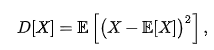 D[X] = 𝔼[(X − 𝔼[X])²],